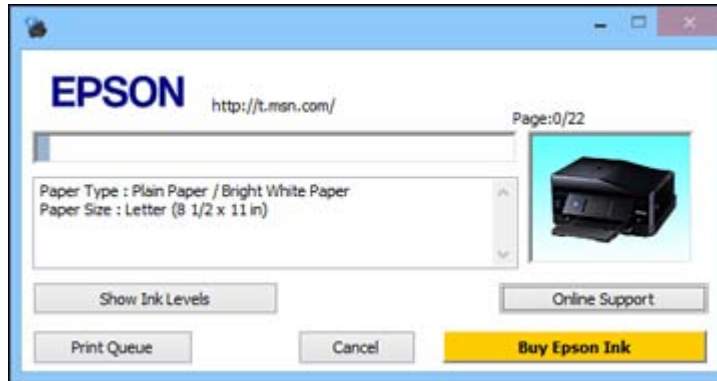 EPSON
http://t.msn.com/
Page:0/22
Paper Type : Plain Paper / Bright White Paper
Paper Size : Letter (8 1/2 x 11 in)
Show Ink Levels
Online Support
Print Queue
Cancel
Buy Epson Ink